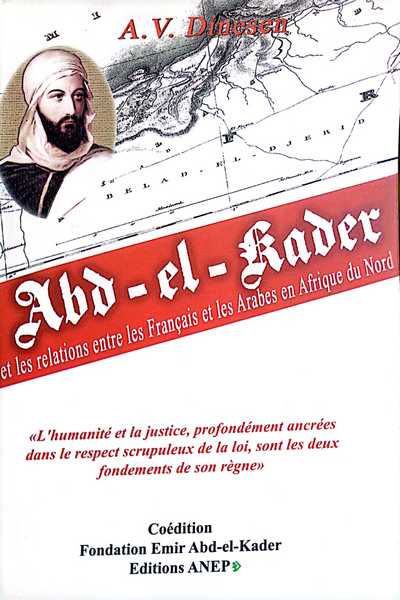 A.V. Dinesen
BELAD-EL-DJERID
Abd-el-Kader
et les relations entre les Français et les Arabes en Afrique du Nord
«L'humanité et la justice, profondément ancrées
dans le respect scrupuleux de la loi, sont les deux
fondements de son règne»
Coédition
Fondation Emir Abd-el-Kader
Editions ANEP